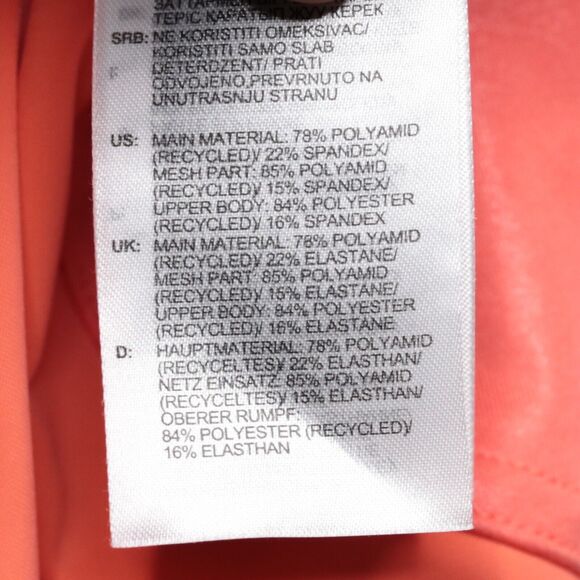 SRB: NE KORISTITI OMEKSIVAC/
KORISTITI SAMO SLAB
DETERDZENT/ PRATI
ODVOJENO,PREVRNUTO NA
UNUTRASNJU STRANU
US: MAIN MATERIAL: 78% POLYAMID
(RECYCLED)/ 22% SPANDEX/
MESH PART: 85% POLYAMID
(RECYCLED)/ 15% SPANDEX/
UPPER BODY: 84% POLYESTER
(RECYCLED)/ 16% SPANDEX
UK: MAIN MATERIAL: 78% POLYAMID
(RECYCLED)/ 22% ELASTANE/
MESH PART: 85% POLYAMID
(RECYCLED)/ 15% ELASTANE/
UPPER BODY: 84% POLYESTER
(RECYCLED)/ 16% ELASTANE
D: HAUPTMATERIAL: 78% POLYAMID
(RECYCELTES)/ 22% ELASTHAN/
NETZ EINSATZ: 85% POLYAMID
(RECYCELTES)/ 15% ELASTHAN/
OBERER RUMPF:
84% POLYESTER (RECYCLED)/
16% ELASTHAN